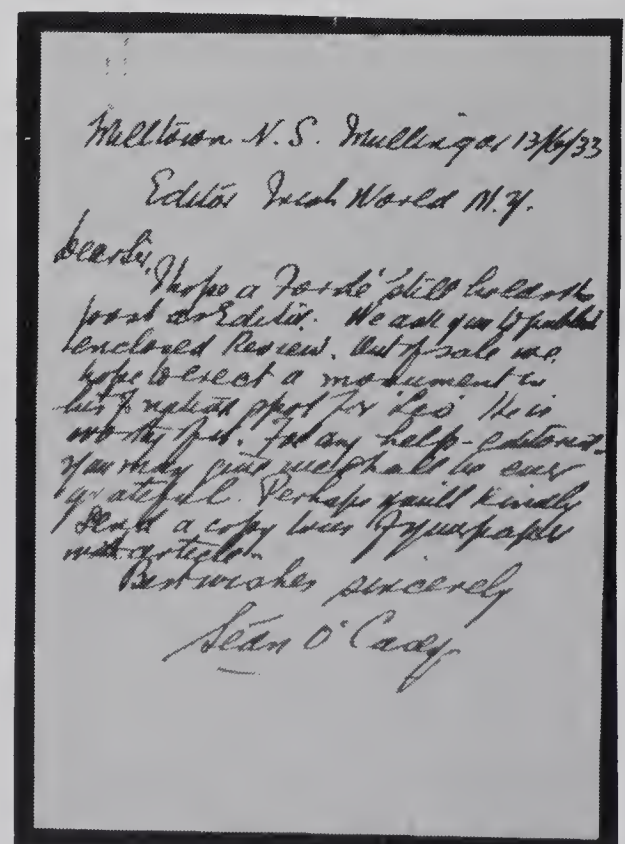 Milltown N.S. Mullingar 13/6/33
Editor Irish World N.Y.
Dear Sir,
I hope a 'Forde' still holds the
post as Editor. We ask you to publish
enclosed Review. Out of sale we
hope to erect a monument in
his native spot for 'Leo'. He is
worthy of it. For any help - editorial
you may give we shall be ever
grateful. Perhaps you'll kindly
send a copy two of your paper
with article.
Best wishes sincerely
Seán O'